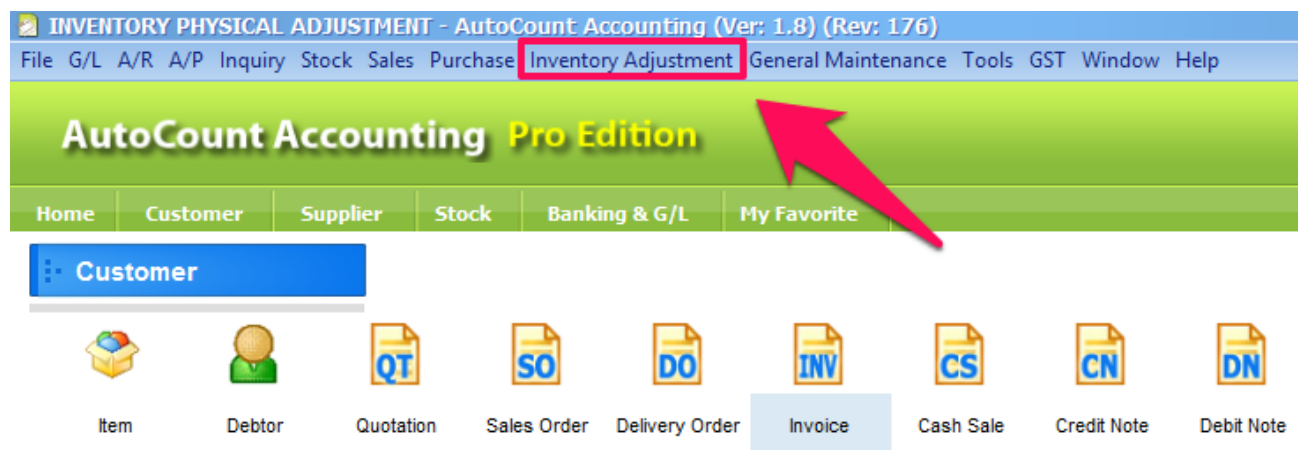 INVENTORY PHYSICAL ADJUSTMENT - AutoCount Accounting (Ver: 1.8) (Rev: 176)
File G/L A/R A/P Inquiry Stock Sales Purchase Inventory Adjustment General Maintenance Tools GST Window Help
AutoCount Accounting Pro Edition
Home Customer Supplier Stock Banking & G/L My Favorite
Customer
QT SO DO INV CS CN DN
Item Debtor Quotation Sales Order Delivery Order Invoice Cash Sale Credit Note Debit Note